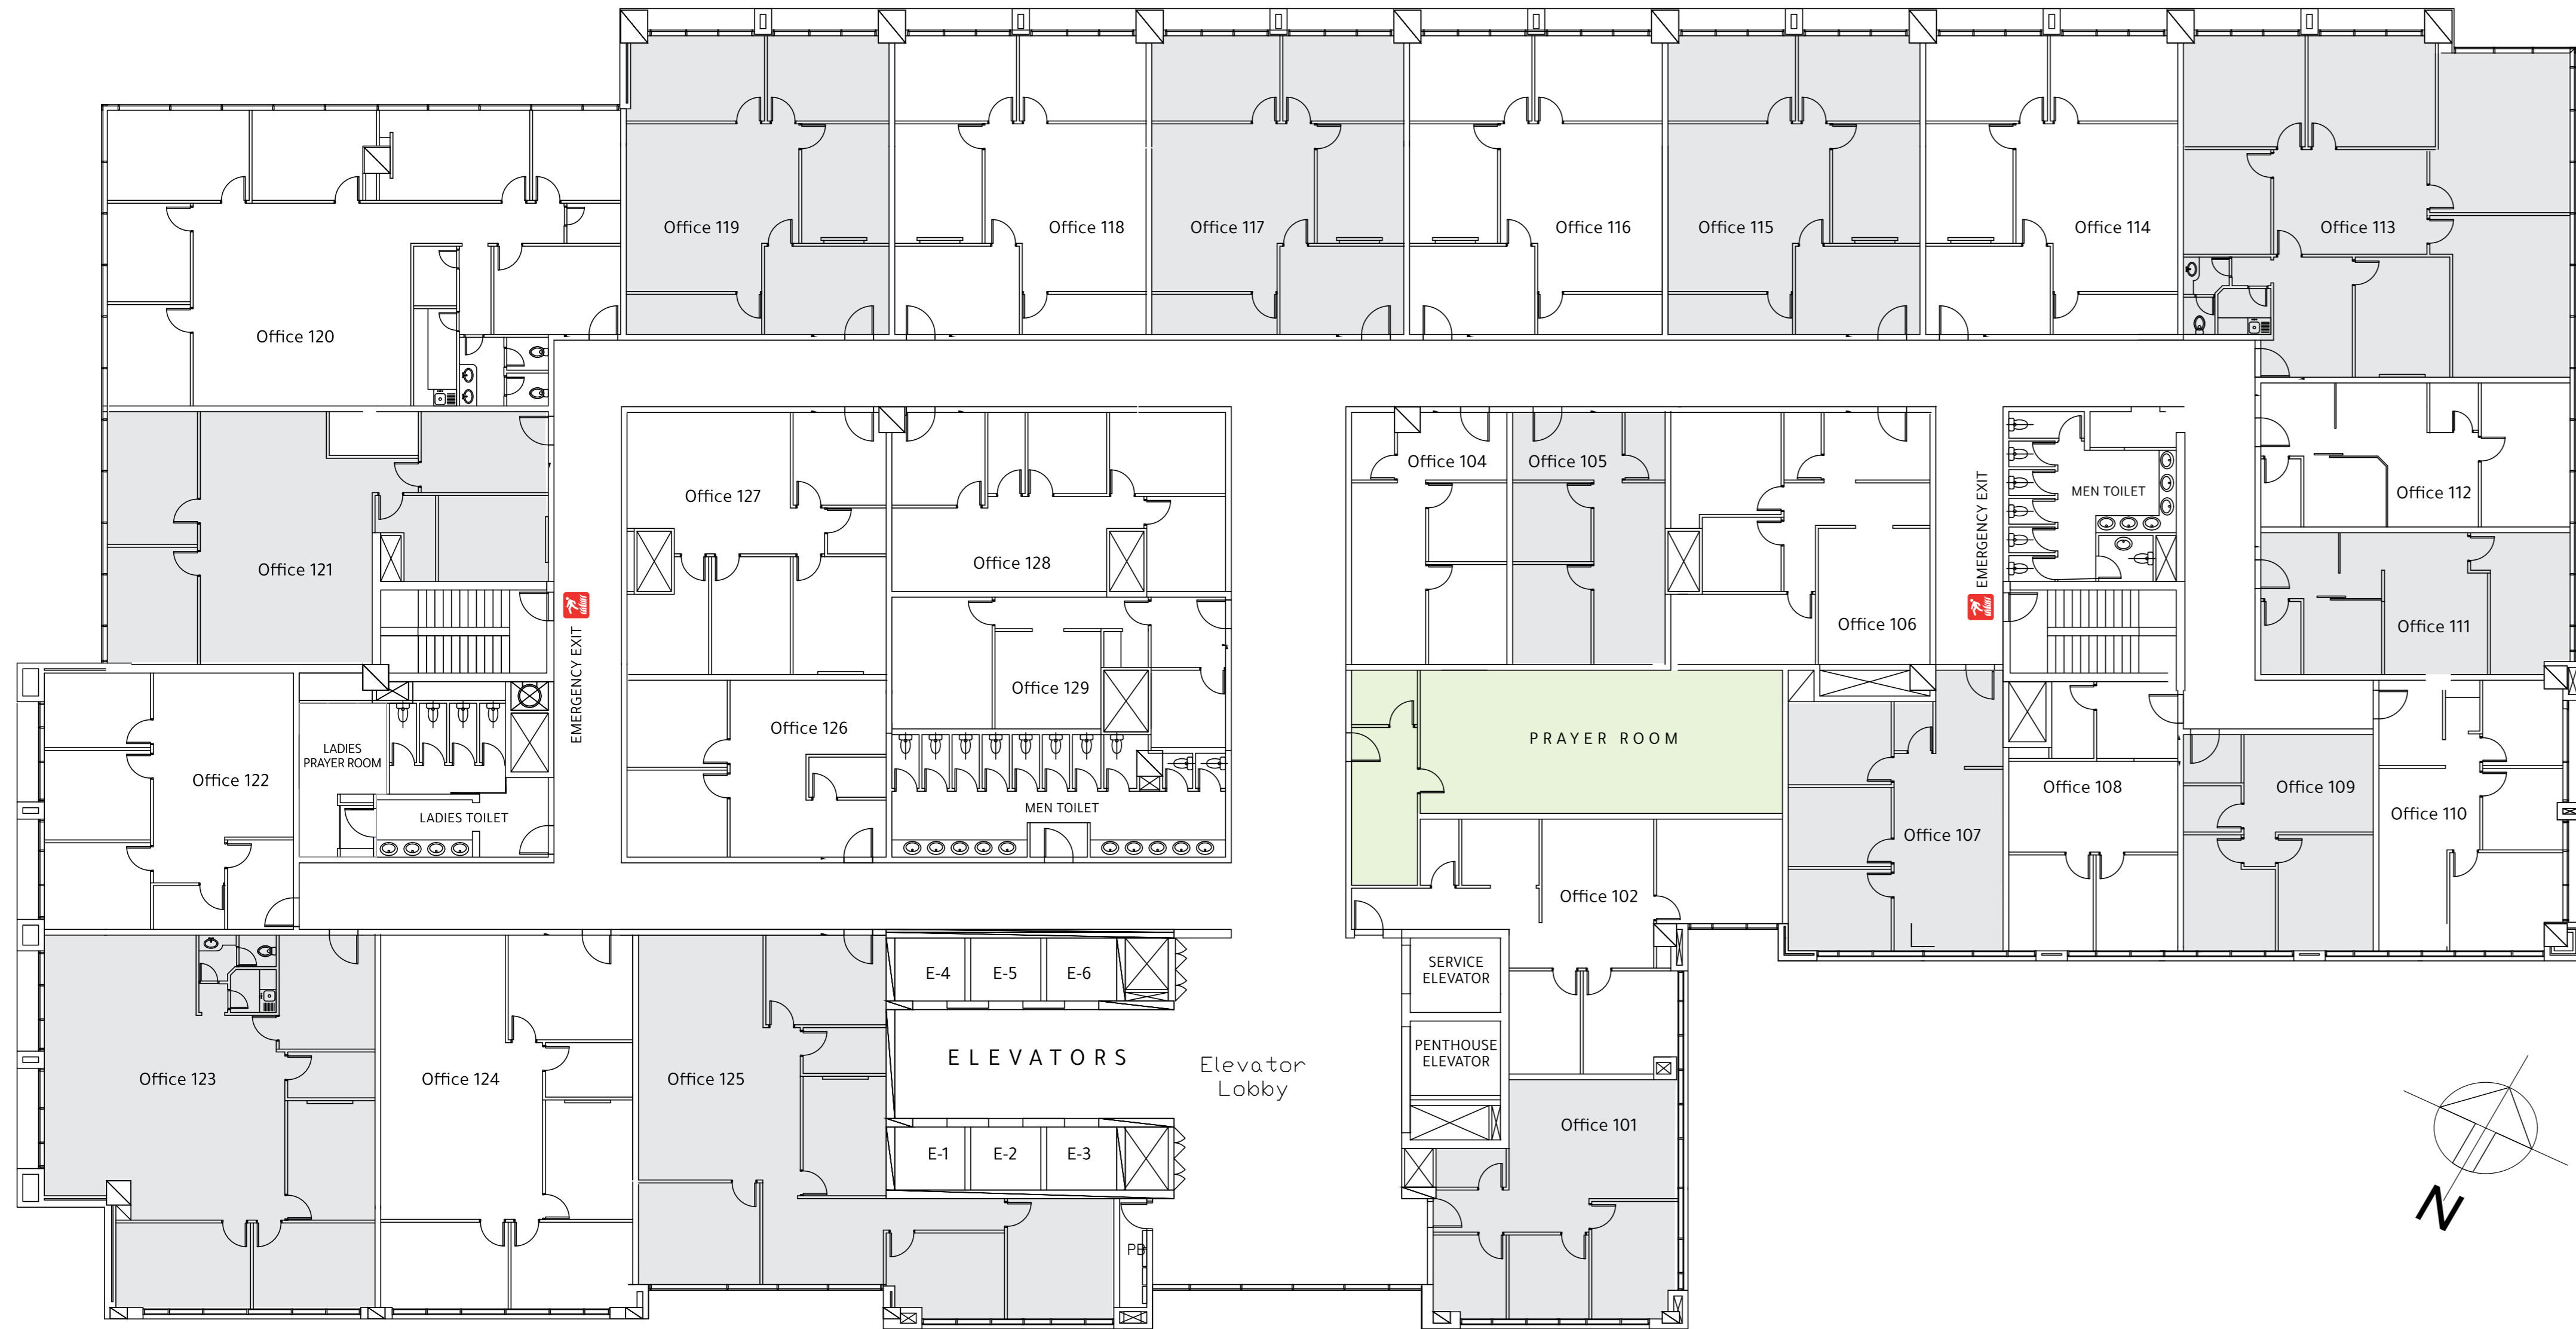 Office 119
Office 118
Office 117
Office 116
Office 115
Office 114
Office 113
Office 120
Office 104
Office 105
Office 127
EMERGENCY EXIT
MEN TOILET
Office 112
Office 128
Office 121
Office 106
Office 111
EMERGENCY EXIT
Office 129
Office 126
PRAYER ROOM
LADIES
PRAYER ROOM
Office 122
Office 108
Office 109
MEN TOILET
LADIES TOILET
Office 110
Office 107
Office 102
E-4
E-5
E-6
SERVICE
ELEVATOR
ELEVATORS
Elevator
Lobby
PENTHOUSE
ELEVATOR
Office 123
Office 124
Office 125
Office 101
E-1
E-2
E-3
N
PB